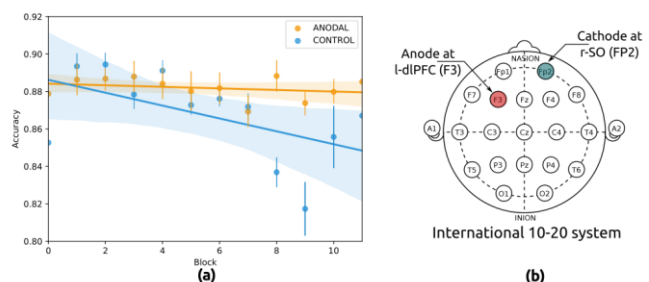 0.92
0.90
0.88
0.86
0.84
0.82
0.80
Accuracy
ANODAL
CONTROL
0 2 4 6 8 10
Block
(a)
Anode at
l-dlPFC (F3)
Cathode at
r-SO (FP2)
NASION
Fp1 Fp2
F7 F3 Fz F4 F8
A1 T3 C3 Cz C4 T4 A2
T5 P3 Pz P4 T6
O1 O2
INION
International 10-20 system
(b)